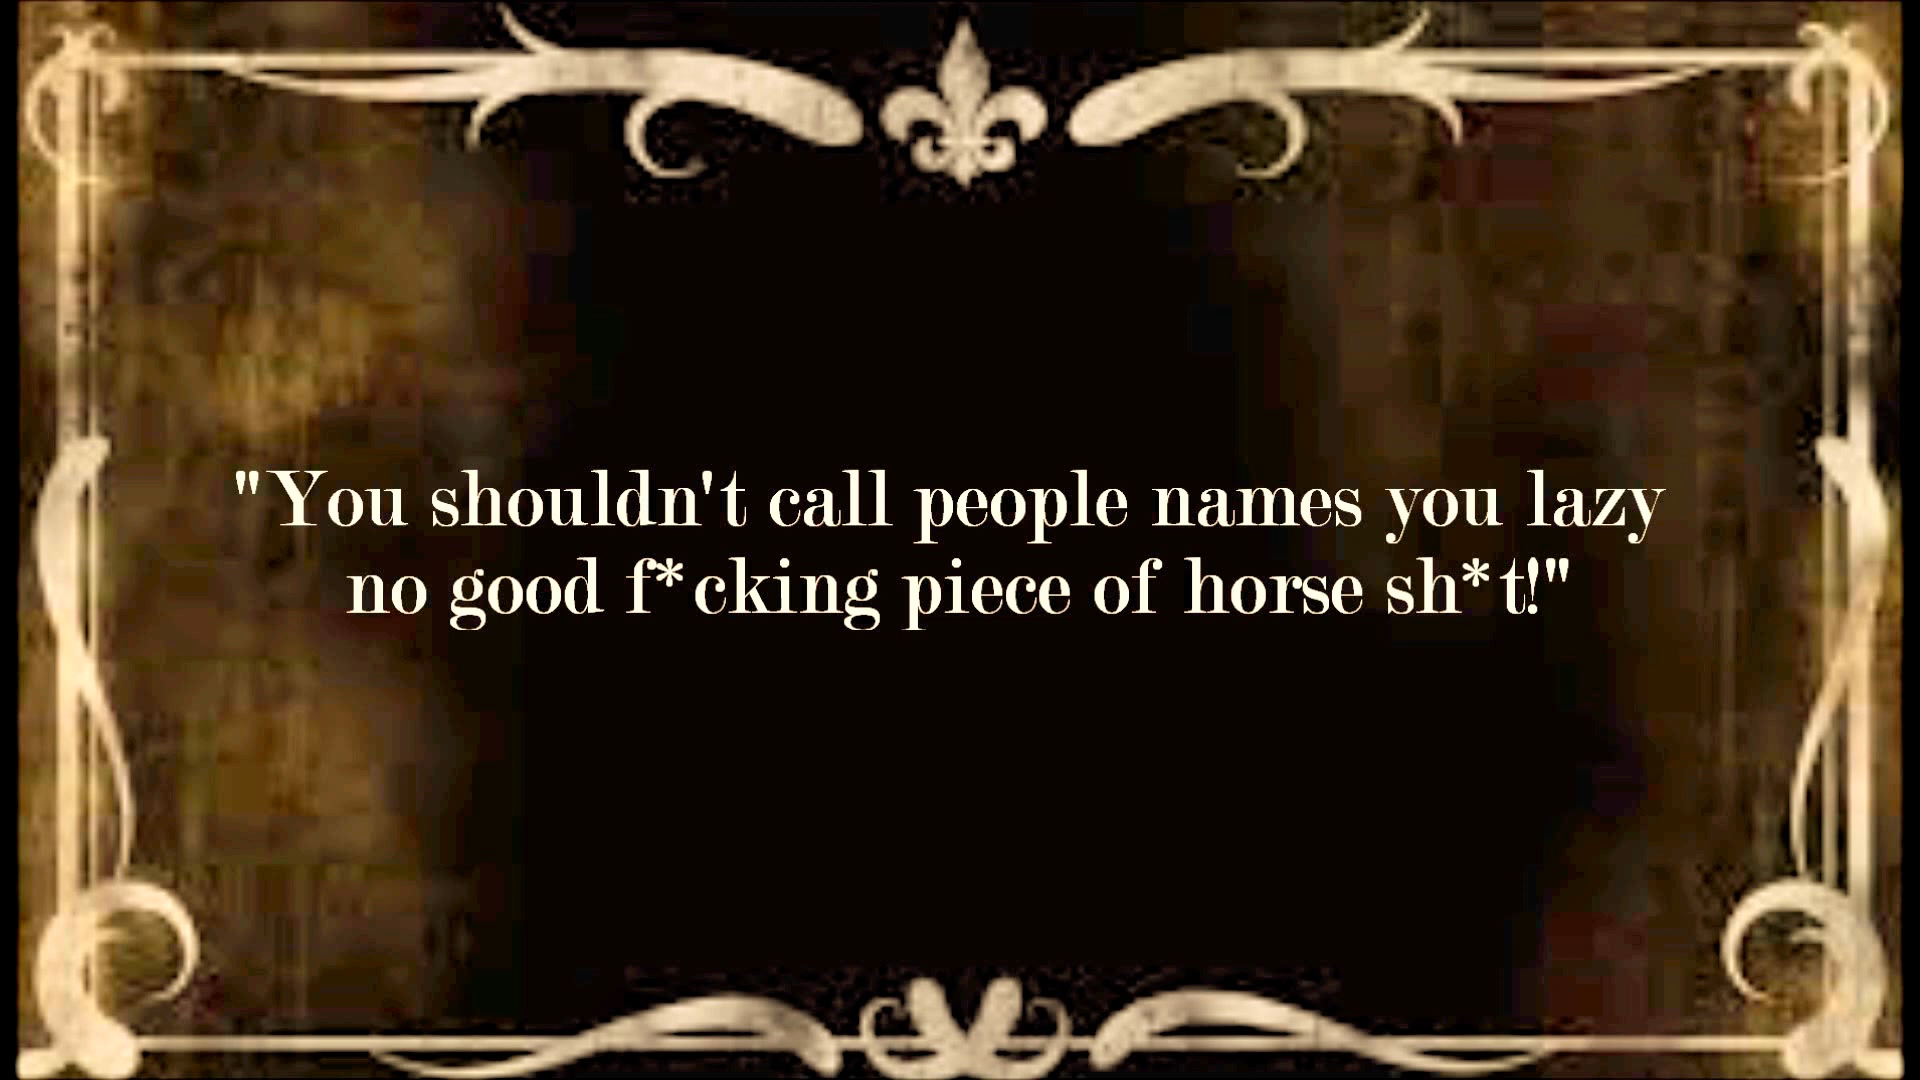 "You shouldn't call people names you lazy
no good f*cking piece of horse sh*t!"